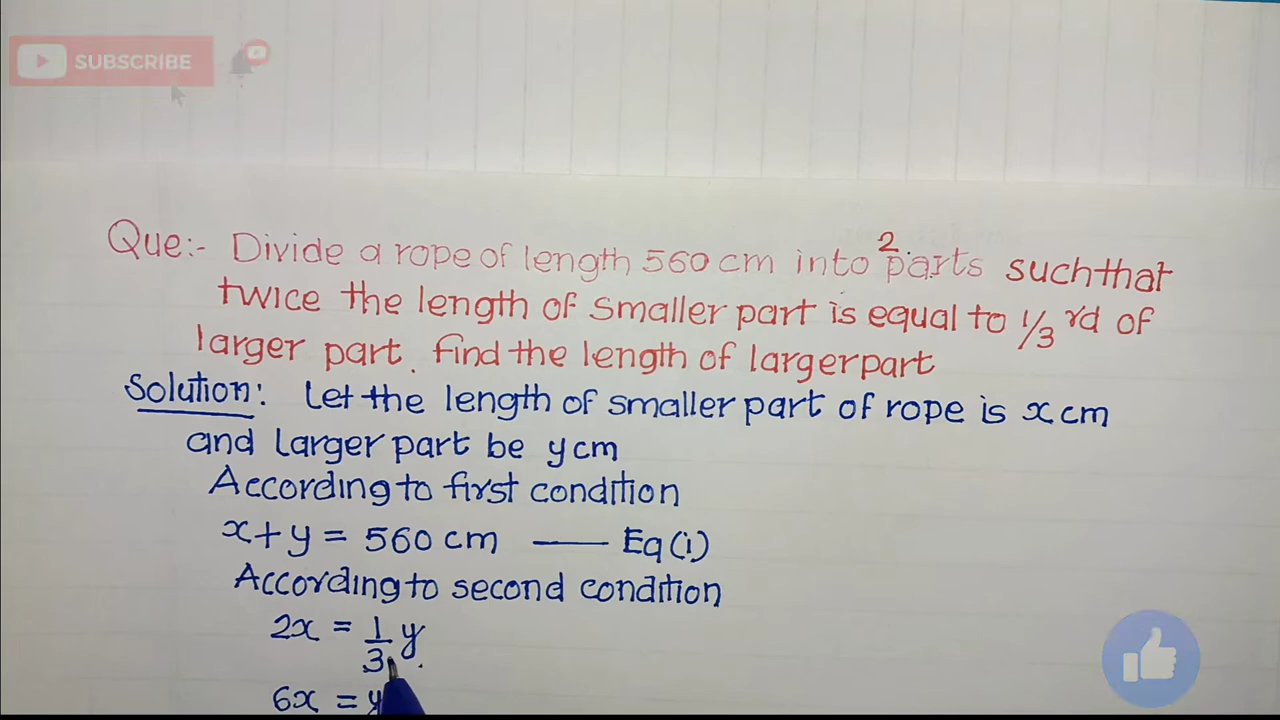 SUBSCRIBE
Que:- Divide a rope of length 560 cm into 2 parts such that
twice the length of smaller part is equal to 1/3 rd of
larger part. Find the length of larger part
Solution: Let the length of smaller part of rope is x cm
and larger part be y cm
According to first condition
x+y = 560 cm —— Eq (i)
According to second condition
2x = 1/3 y
6x = y